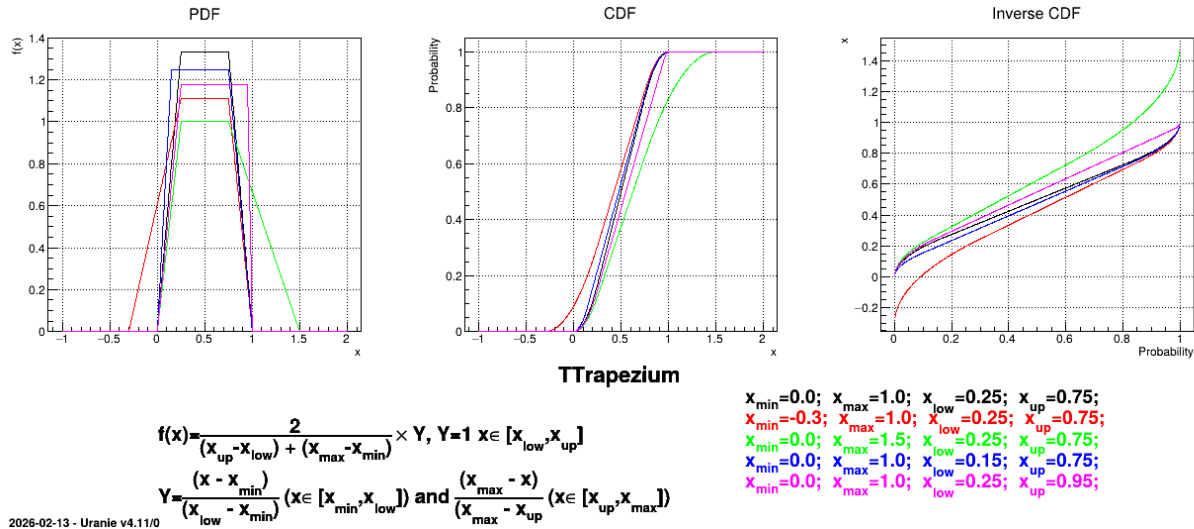 PDF
CDF
Inverse CDF
f(x)
1.4
1.2
1
0.8
0.6
0.4
0.2
0
−1 −0.5 0 0.5 1 1.5 2
x
Probability
1
0.8
0.6
0.4
0.2
0
−1 −0.5 0 0.5 1 1.5 2
x
x
1.4
1.2
1
0.8
0.6
0.4
0.2
0
−0.2
0 0.2 0.4 0.6 0.8 1
Probability
TTrapezium
f(x)= 2 / (x_up-x_low) + (x_max-x_min) × Y, Y=1 x∈ [x_low,x_up]
Y= (x - x_min) / (x_low - x_min) (x∈ [x_min,x_low]) and (x_max - x) / (x_max - x_up) (x∈ [x_up,x_max])
x_min=0.0; x_max=1.0; x_low=0.25; x_up=0.75;
x_min=-0.3; x_max=1.0; x_low=0.25; x_up=0.75;
x_min=0.0; x_max=1.5; x_low=0.25; x_up=0.75;
x_min=0.0; x_max=1.0; x_low=0.15; x_up=0.75;
x_min=0.0; x_max=1.0; x_low=0.25; x_up=0.95;
2026-02-13 - Uranie v4.11/0